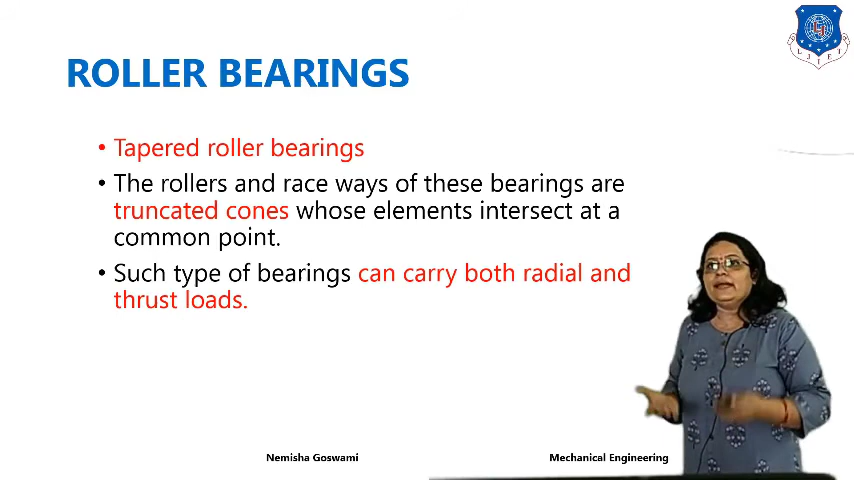 ROLLER BEARINGS
• Tapered roller bearings
• The rollers and race ways of these bearings are
truncated cones whose elements intersect at a
common point.
• Such type of bearings can carry both radial and
thrust loads.
Nemisha Goswami
Mechanical Engineering
LJIET